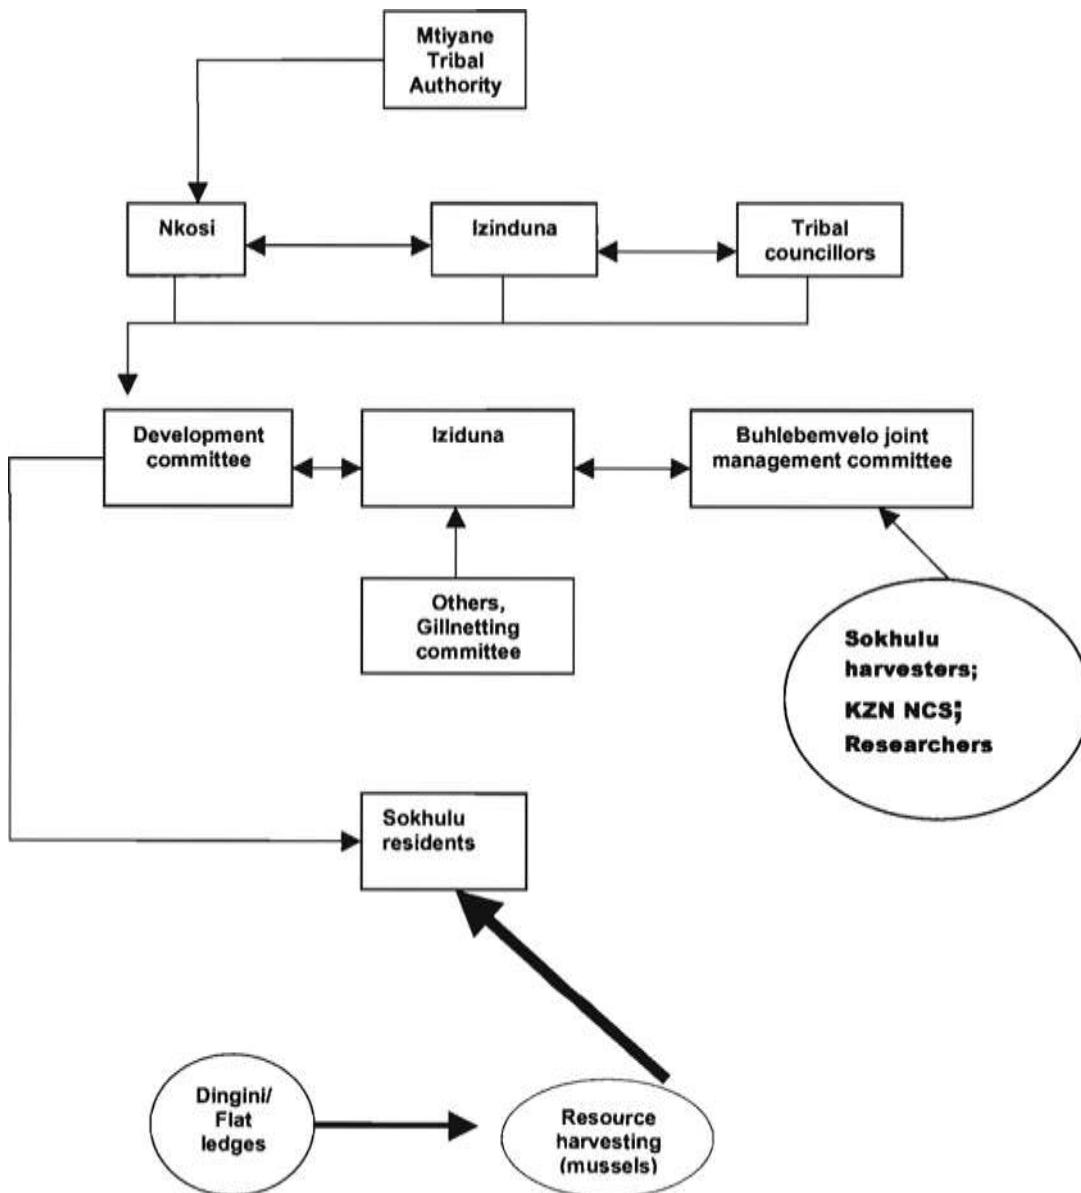 Mtiyane
Tribal
Authority
Nkosi
Izinduna
Tribal
councillors
Development
committee
Iziduna
Buhlebemvelo joint
management committee
Others,
Gillnetting
committee
Sokhulu
harvesters;
KZN NCS;
Researchers
Sokhulu
residents
Dingini/
Flat
ledges
Resource
harvesting
(mussels)